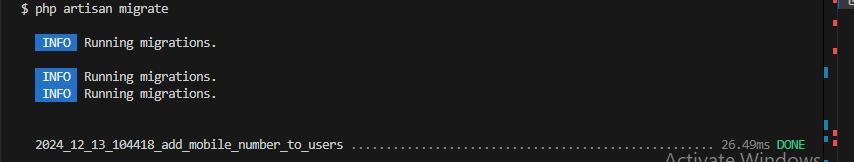 $ php artisan migrate
INFO Running migrations.
INFO Running migrations.
INFO Running migrations.
2024_12_13_104418_add_mobile_number_to_users ...................................................... 26.49ms DONE
Activate Windows